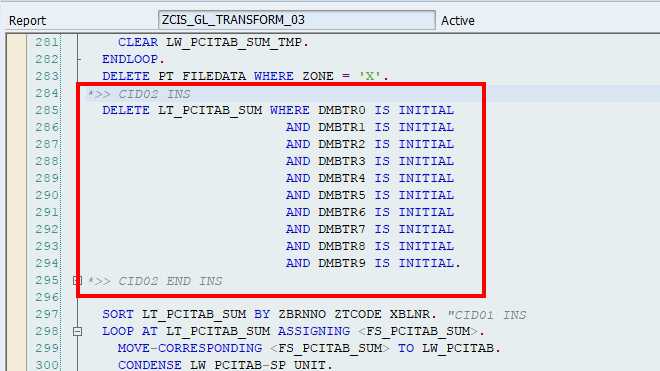 Report ZCIS_GL_TRANSFORM_03 Active
281 CLEAR LW_PCITAB_SUM_TMP.
282 ENDLOOP.
283 DELETE PT_FILEDATA WHERE ZONE = 'X'.
284 *>> CID02 INS
285 DELETE LT_PCITAB_SUM WHERE DMBTR0 IS INITIAL
286 AND DMBTR1 IS INITIAL
287 AND DMBTR2 IS INITIAL
288 AND DMBTR3 IS INITIAL
289 AND DMBTR4 IS INITIAL
290 AND DMBTR5 IS INITIAL
291 AND DMBTR6 IS INITIAL
292 AND DMBTR7 IS INITIAL
293 AND DMBTR8 IS INITIAL
294 AND DMBTR9 IS INITIAL.
295 *>> CID02 END INS
296
297 SORT LT_PCITAB_SUM BY ZBRNNO ZTCODE XBLNR. "CID01 INS
298 LOOP AT LT_PCITAB_SUM ASSIGNING <FS_PCITAB_SUM>.
299 MOVE-CORRESPONDING <FS_PCITAB_SUM> TO LW_PCITAB.
300 CONDENSE LW_PCITAB-SP_UNIT.